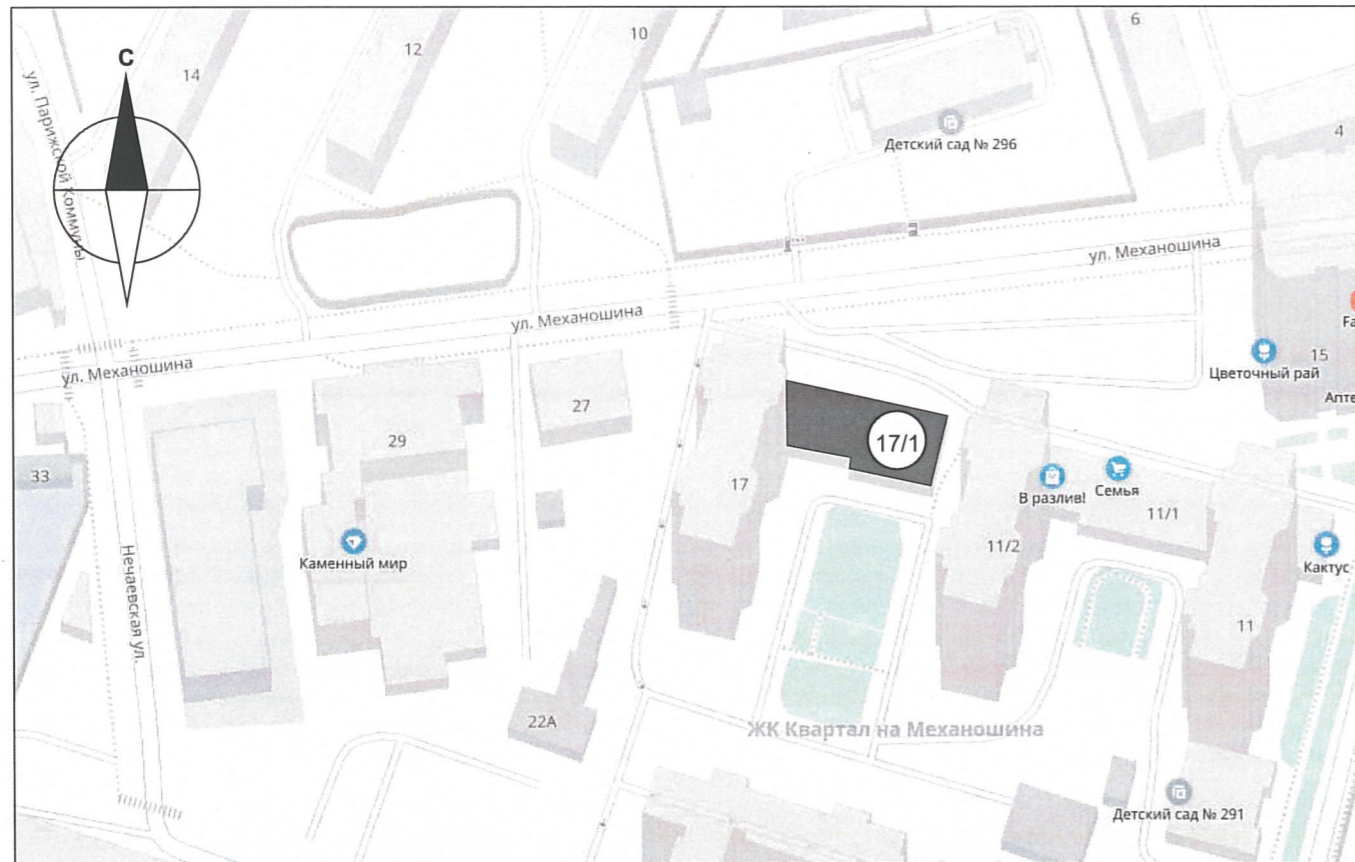 С
14
12
10
6
4
ул. Парижской Коммуны
Детский сад № 296
ул. Механошина
ул. Механошина
ул. Механошина
15
Цветочный рай
27
29
33
17/1
17
В разлив!
Семья
11/1
11/2
Каменный мир
Кактус
Нечаевская ул.
11
22А
ЖК Квартал на Механошина
Детский сад № 291